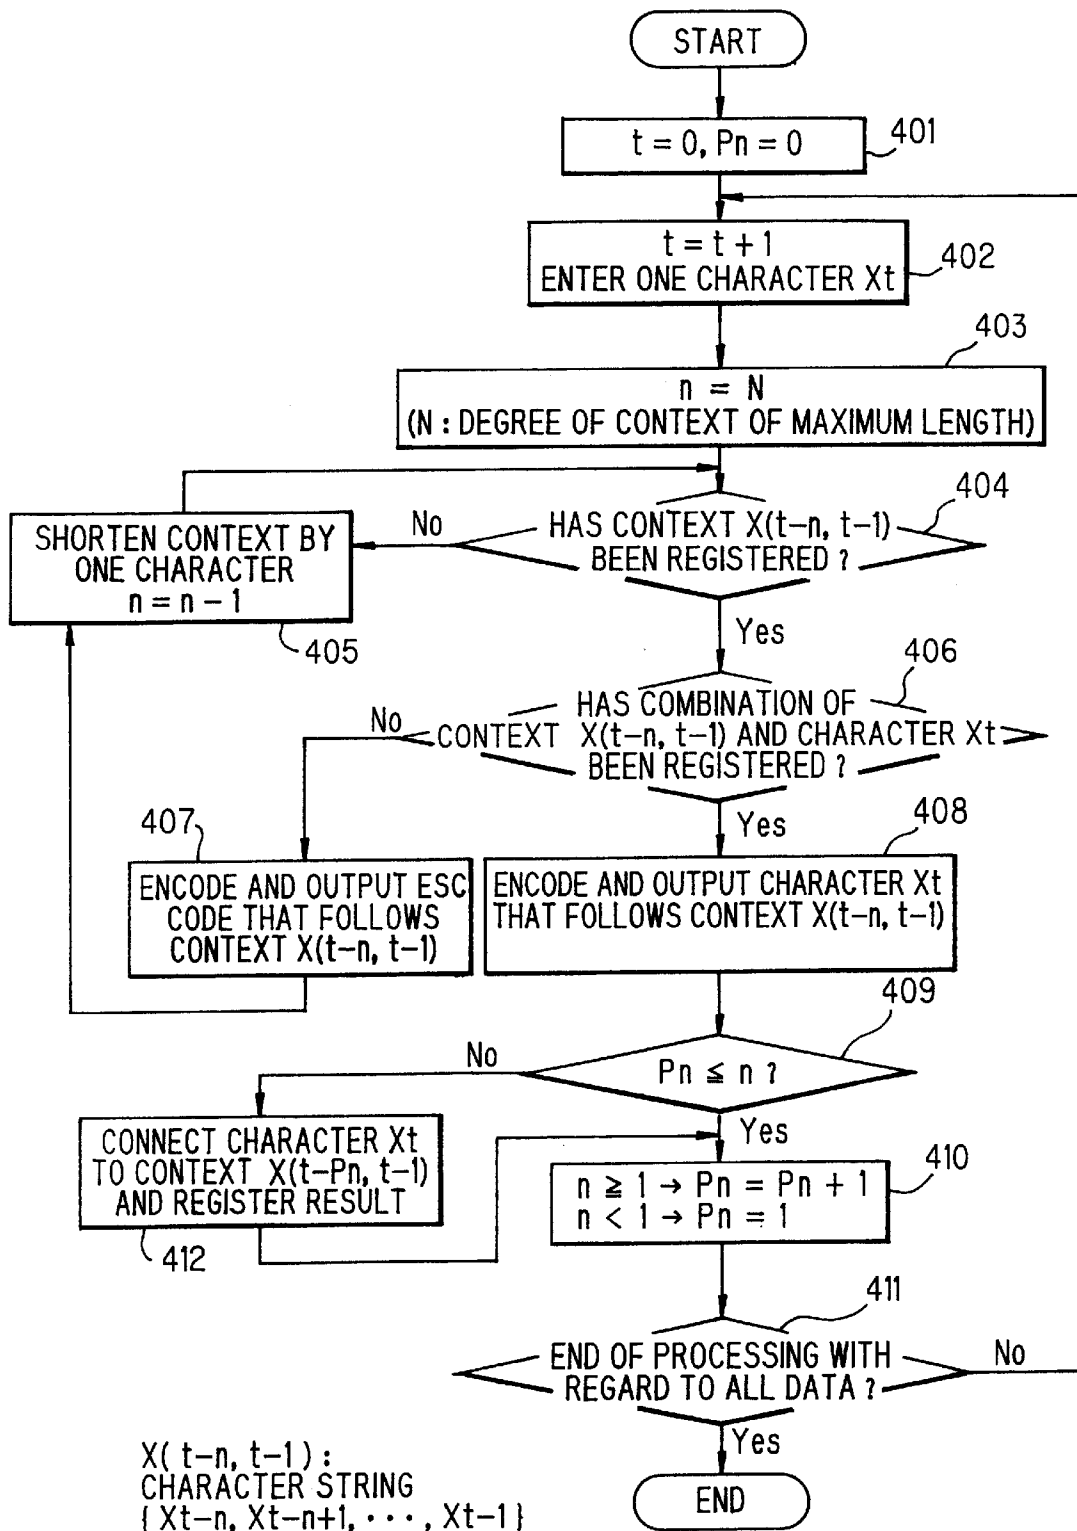 START
t = 0, Pn = 0
401
t = t + 1
ENTER ONE CHARACTER Xt
402
403
n = N
(N : DEGREE OF CONTEXT OF MAXIMUM LENGTH)
404
HAS CONTEXT X(t-n, t-1)
BEEN REGISTERED ?
No
SHORTEN CONTEXT BY
ONE CHARACTER
n = n - 1
405
Yes
406
HAS COMBINATION OF
CONTEXT X(t-n, t-1) AND CHARACTER Xt
BEEN REGISTERED ?
No
Yes
407
ENCODE AND OUTPUT ESC
CODE THAT FOLLOWS
CONTEXT X(t-n, t-1)
408
ENCODE AND OUTPUT CHARACTER Xt
THAT FOLLOWS CONTEXT X(t-n, t-1)
409
Pn ≦ n ?
No
Yes
CONNECT CHARACTER Xt
TO CONTEXT X(t-Pn, t-1)
AND REGISTER RESULT
412
n ≧ 1 → Pn = Pn + 1
n < 1 → Pn = 1
410
411
END OF PROCESSING WITH
REGARD TO ALL DATA ?
No
Yes
END
X( t-n, t-1 ) :
CHARACTER STRING
{ Xt-n, Xt-n+1, ···, Xt-1 }